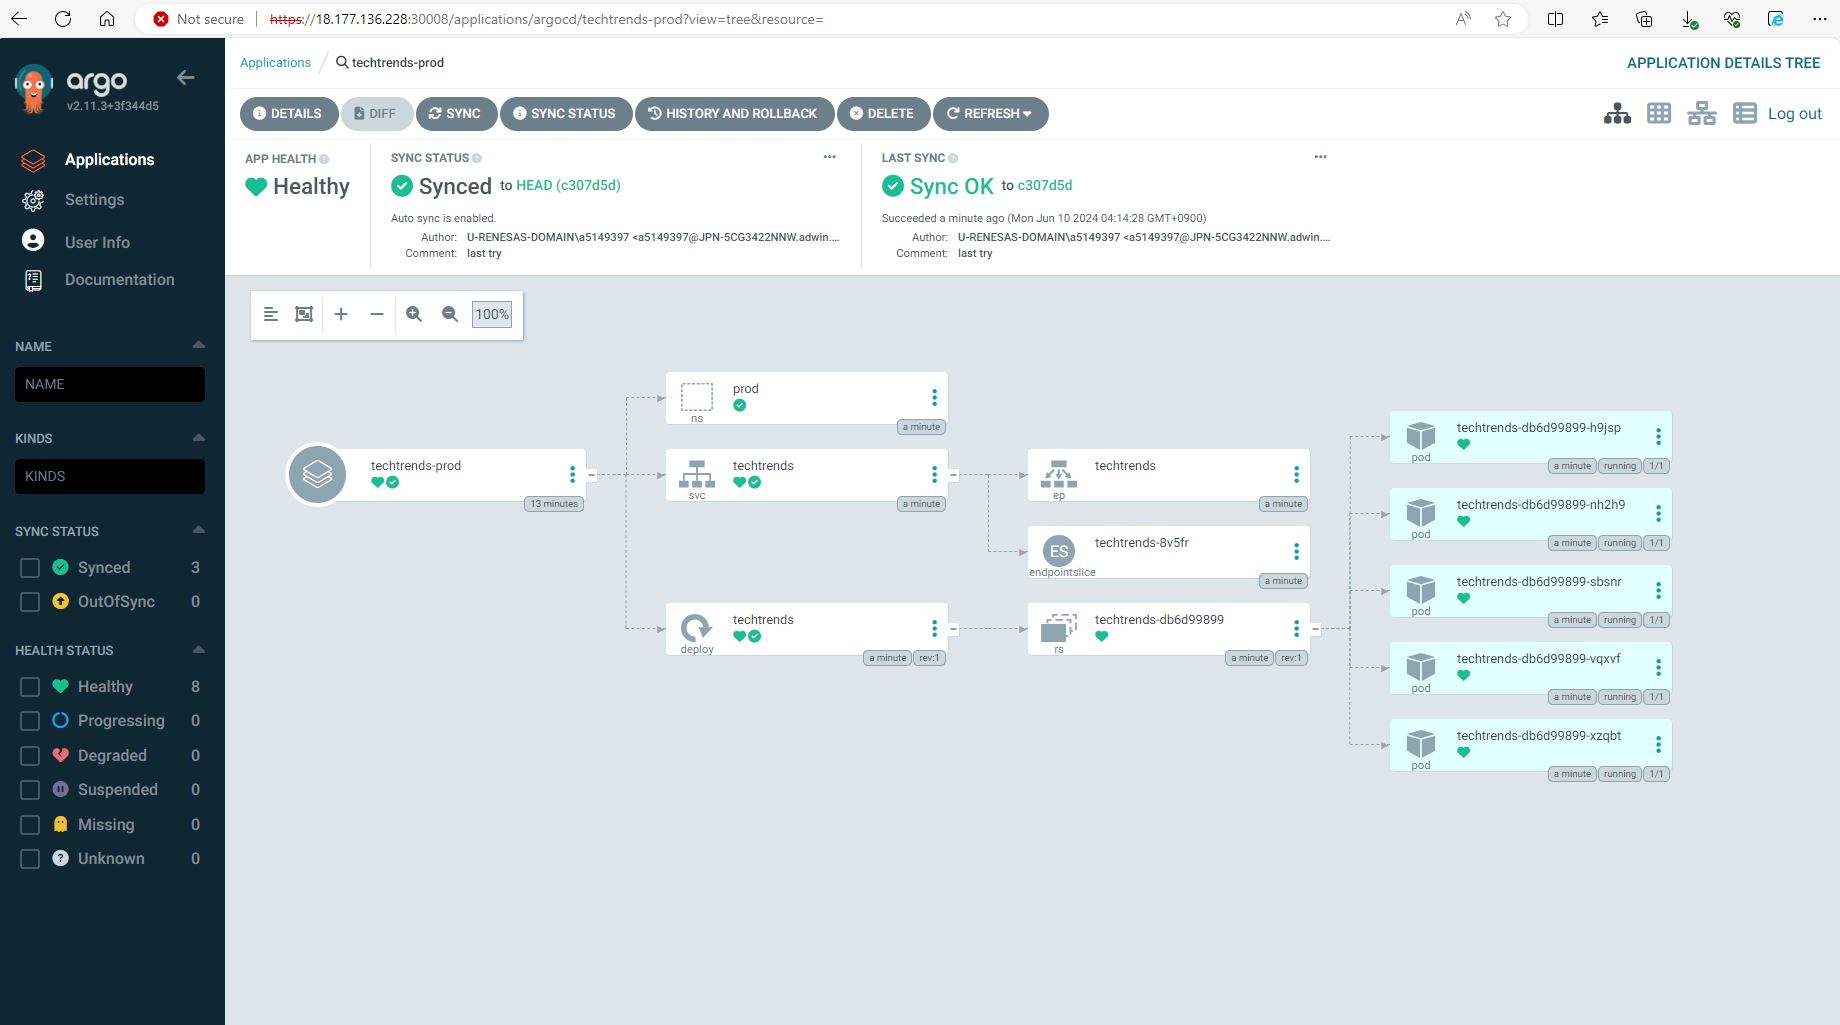 Not secure https://18.177.136.228:30008/applications/argocd/techtrends-prod?view=tree&resource=
argo
v2.11.3+3f344d5
Applications
Settings
User Info
Documentation
NAME
NAME
KINDS
KINDS
SYNC STATUS
Synced 3
OutOfSync 0
HEALTH STATUS
Healthy 8
Progressing 0
Degraded 0
Suspended 0
Missing 0
Unknown 0
Applications / techtrends-prod APPLICATION DETAILS TREE
DETAILS DIFF SYNC SYNC STATUS HISTORY AND ROLLBACK DELETE REFRESH Log out
APP HEALTH
Healthy
SYNC STATUS
Synced to HEAD (c307d5d)
Auto sync is enabled.
Author: U-RENESAS-DOMAIN\a5149397 <a5149397@JPN-5CG3422NNW.adwin....
Comment: last try
LAST SYNC
Sync OK to c307d5d
Succeeded a minute ago (Mon Jun 10 2024 04:14:28 GMT+0900)
Author: U-RENESAS-DOMAIN\a5149397 <a5149397@JPN-5CG3422NNW.adwin....
Comment: last try
100%
techtrends-prod
13 minutes
prod
ns
a minute
techtrends
svc
a minute
techtrends
deploy
a minute rev:1
techtrends
ep
a minute
ES
techtrends-8v5fr
endpointslice
a minute
techtrends-db6d99899
rs
a minute rev:1
techtrends-db6d99899-h9jsp
pod
a minute running 1/1
techtrends-db6d99899-nh2h9
pod
a minute running 1/1
techtrends-db6d99899-sbsnr
pod
a minute running 1/1
techtrends-db6d99899-vqxvf
pod
a minute running 1/1
techtrends-db6d99899-xzqbt
pod
a minute running 1/1